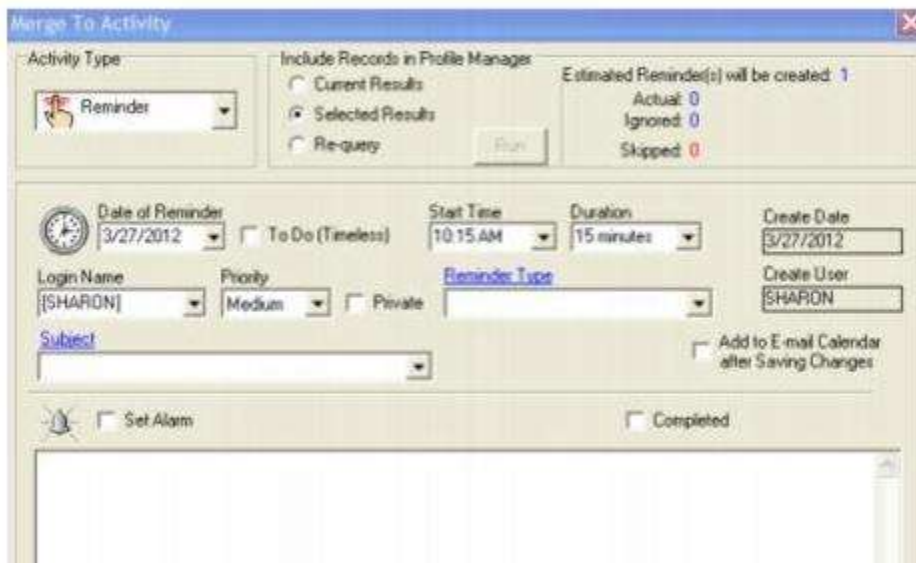 Merge To Activity
Activity Type
Reminder
Include Records in Profile Manager
Current Results
Selected Results
Re-query
Run
Estimated Reminder(s) will be created: 1
Actual: 0
Ignored: 0
Skipped: 0
Date of Reminder
3/27/2012
To Do (Timeless)
Start Time
10:15 AM
Duration
15 minutes
Create Date
3/27/2012
Login Name
[SHARON]
Priority
Medium
Private
Reminder Type
Create User
SHARON
Subject
Add to E-mail Calendar
after Saving Changes
Set Alarm
Completed